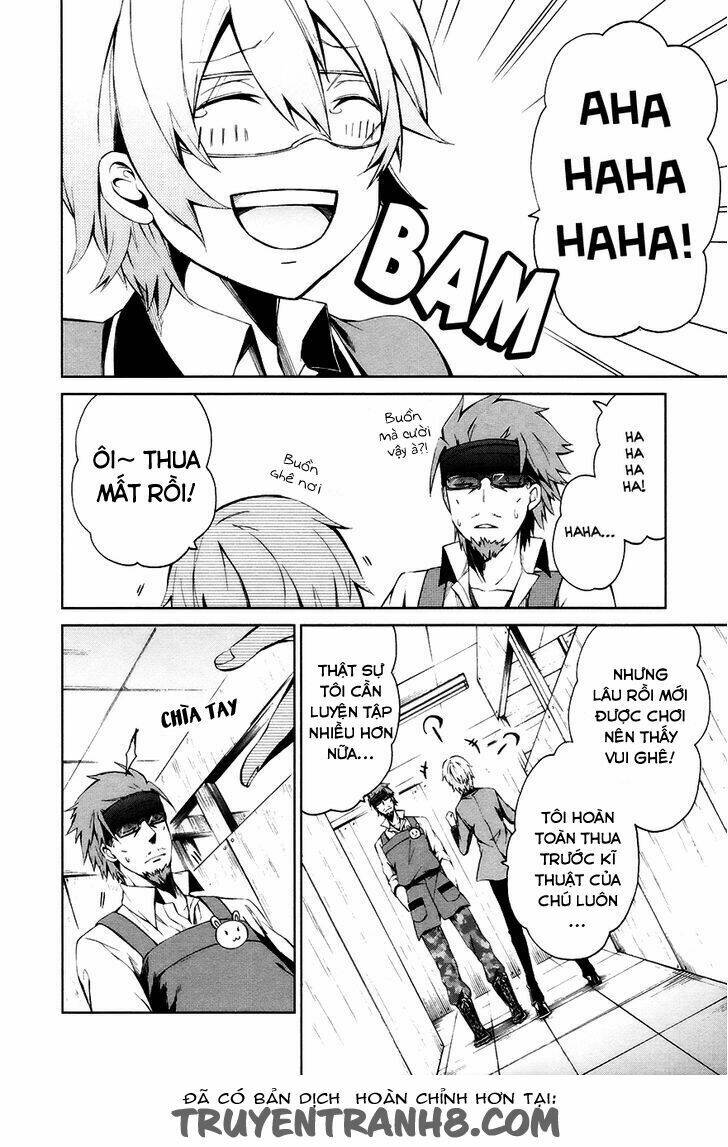 AHA
HAHA
HAHA!
BAM
HA
HA
HA
HA!
HAHA...
Buồn
mà cười
vậy à?!
Buồn
Ghê nơi
ÔI~ THUA
MẤT RỒI!
NHƯNG
LÂU RỒI MỚI
ĐƯỢC CHƠI
NÊN THẤY
VUI GHÊ!
TÔI HOÀN
TOÀN THUA
TRƯỚC KĨ
THUẬT CỦA
CHÚ LUÔN
...
?
THẬT SỰ
TÔI CẦN
LUYỆN TẬP
NHIỀU HƠN
NỮA...
CHÌA TAY
ĐÃ CÓ BẢN DỊCH HOÀN CHỈNH HƠN TẠI:
TRUYENTRANH8.COM